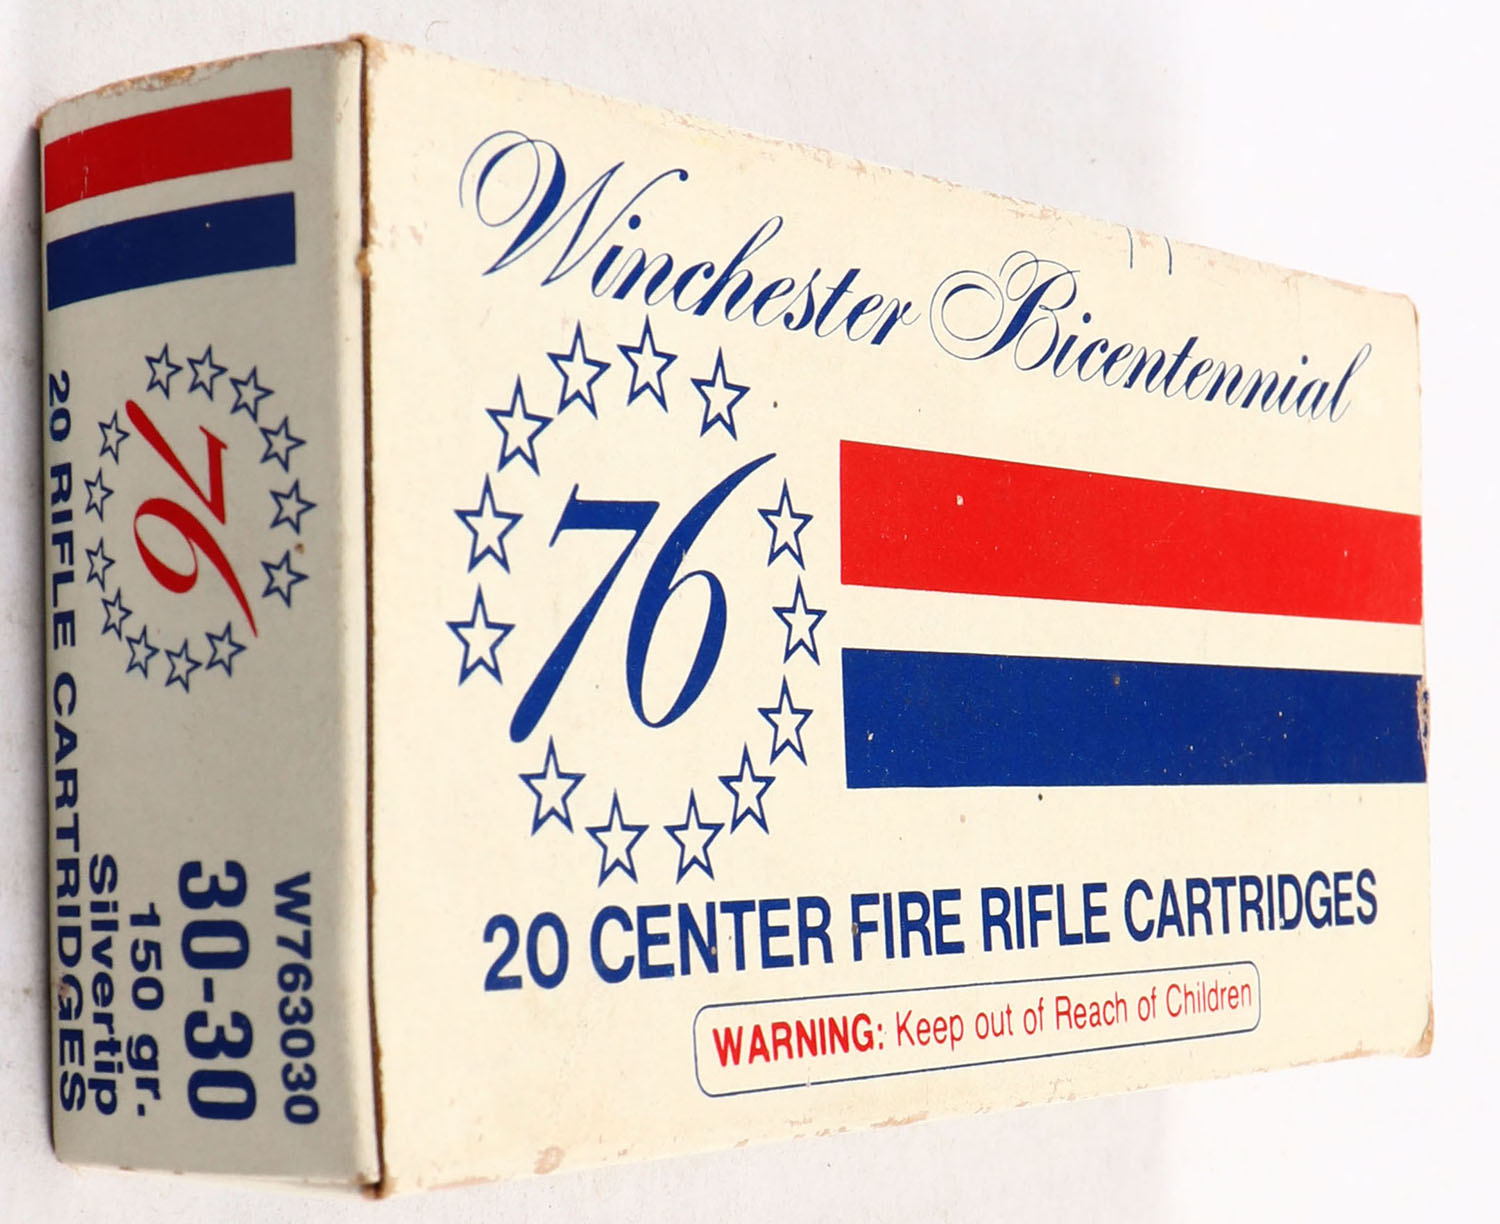 Winchester Bicentennial
76
20 CENTER FIRE RIFLE CARTRIDGES
WARNING: Keep out of Reach of Children
76
W763030
30-30
150 gr.
Silvertip
20 RIFLE CARTRIDGES